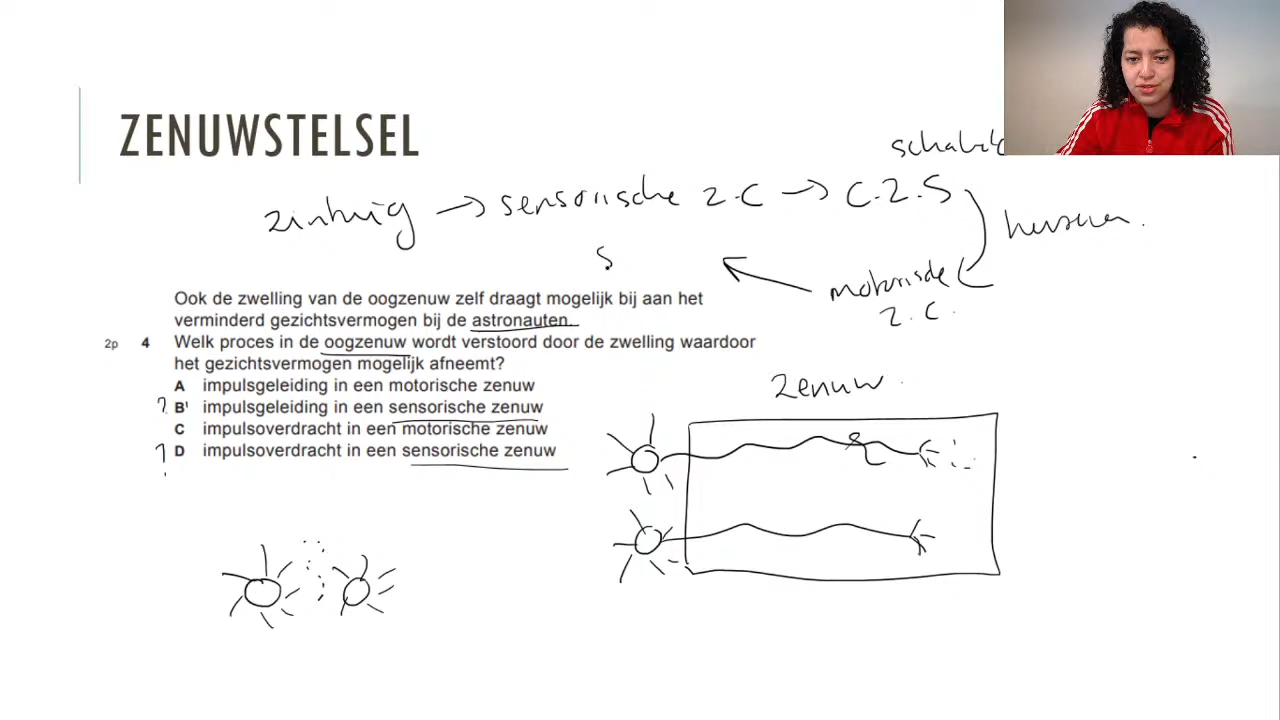 ZENUWSTELSEL
schakel
zintuig → sensorische z.c → C.Z.S
hersenen.
motorische
z.c.
s
Ook de zwelling van de oogzenuw zelf draagt mogelijk bij aan het
verminderd gezichtsvermogen bij de astronauten.
2p 4 Welk proces in de oogzenuw wordt verstoord door de zwelling waardoor
het gezichtsvermogen mogelijk afneemt?
A impulsgeleiding in een motorische zenuw
? B impulsgeleiding in een sensorische zenuw
C impulsoverdracht in een motorische zenuw
? D impulsoverdracht in een sensorische zenuw
Zenuw